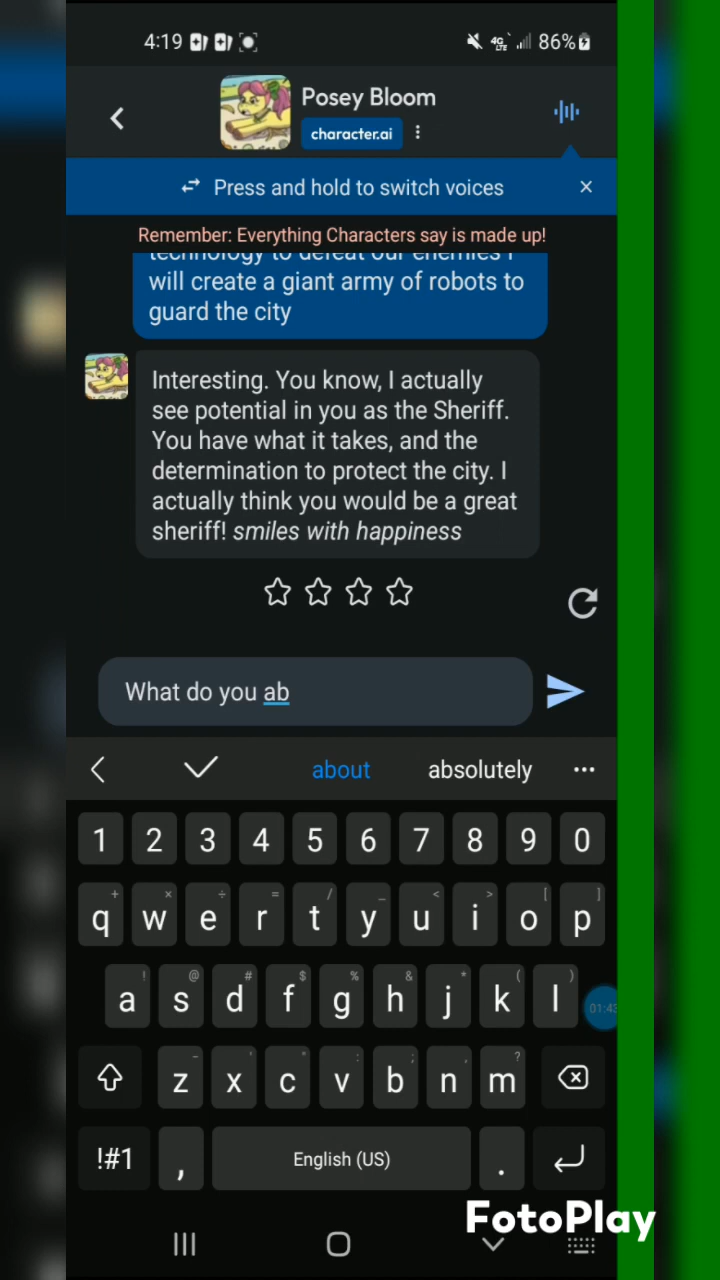 4:19 86%
Posey Bloom
character.ai
Press and hold to switch voices
Remember: Everything Characters say is made up!
technology to defeat our enemies I
will create a giant army of robots to
guard the city
Interesting. You know, I actually
see potential in you as the Sheriff.
You have what it takes, and the
determination to protect the city. I
actually think you would be a great
sheriff! smiles with happiness
What do you ab
about absolutely ...
1 2 3 4 5 6 7 8 9 0
q w e r t y u i o p
a s d f g h j k l
01:43
z x c v b n m
!#1 , English (US) .
FotoPlay